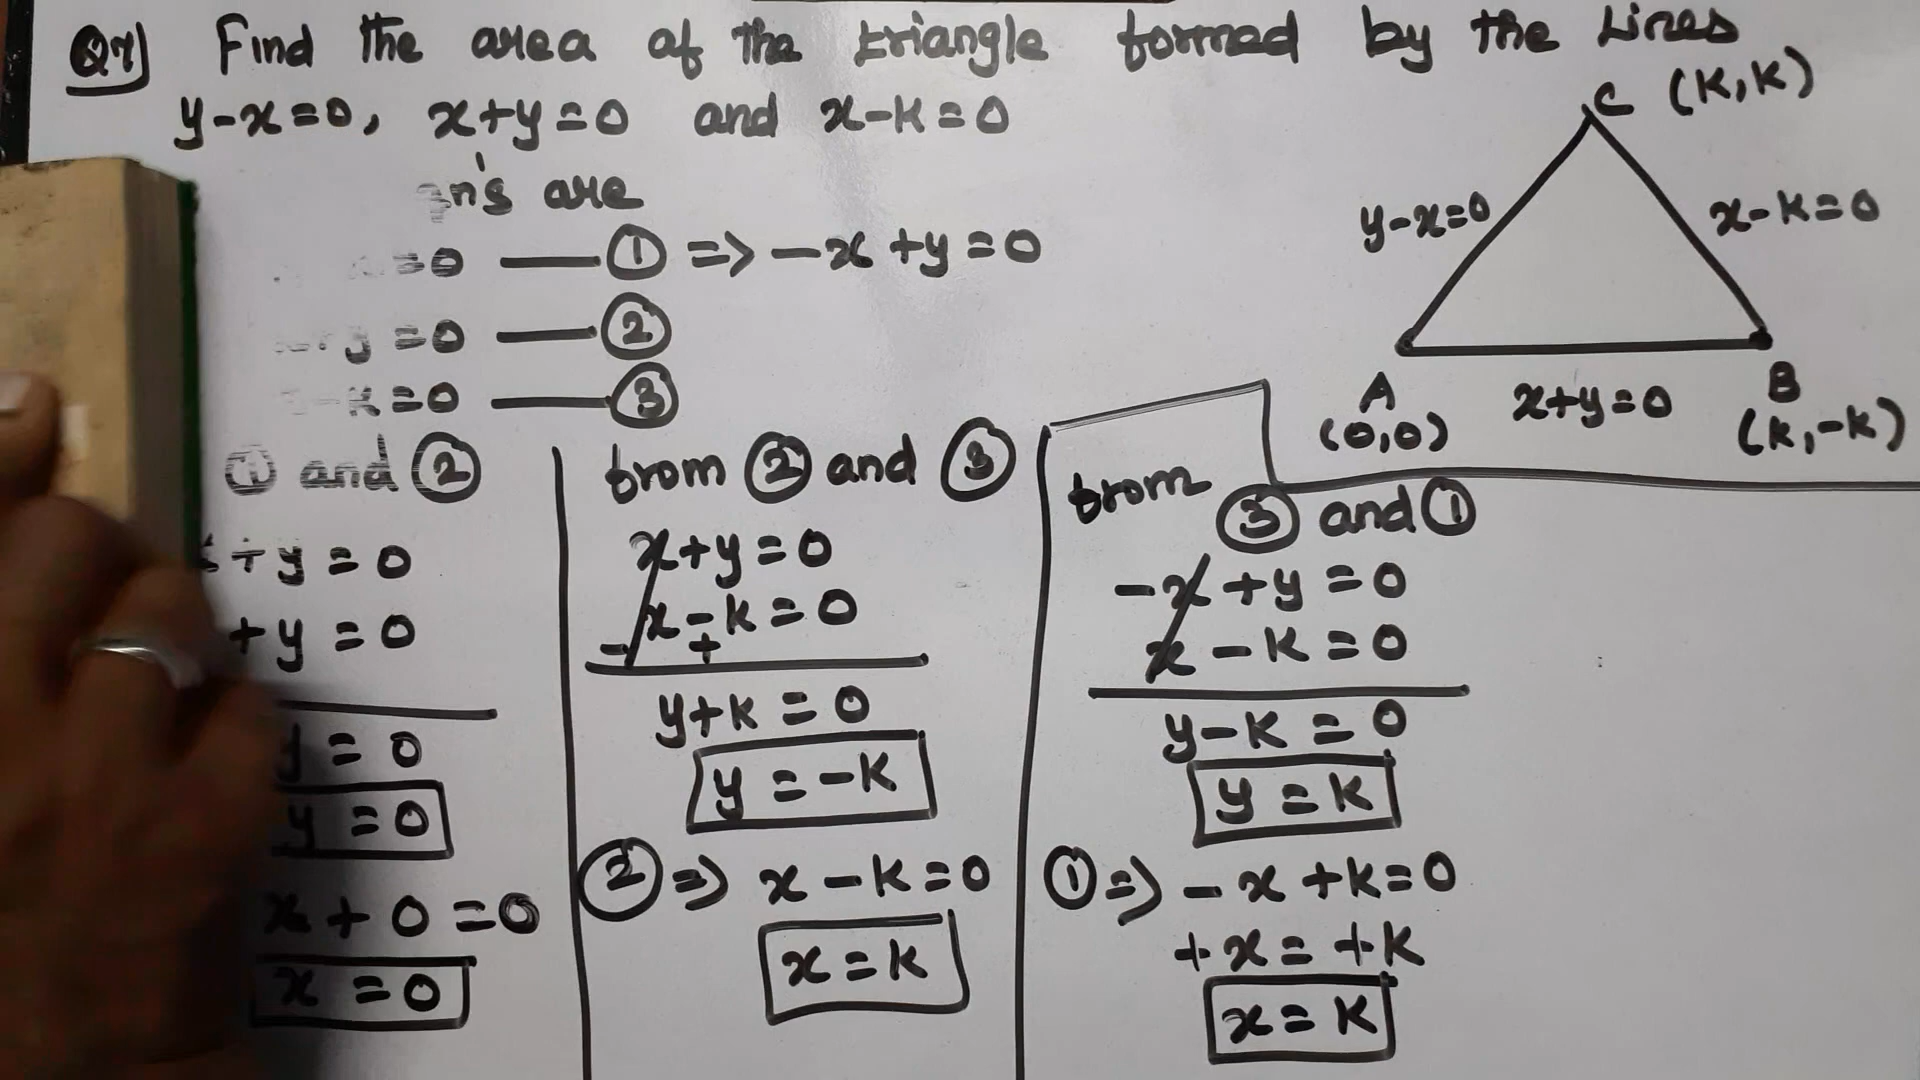 Q7) Find the area of the triangle formed by the Lines
y-x=0, x+y=0 and x-k=0
are
=0 —— ① => -x+y=0
y=0 —— ②
-k=0 —— ③
① and ②
+y=0
+y=0
y=0
y=0
x+0=0
x=0
from ② and ③
x+y=0
x-k=0
- +
y+k=0
y=-k
② => x-k=0
x=k
from
③ and ①
-x+y=0
x-k=0
y-k=0
y=k
① => -x+k=0
+x=+k
x=k
C (k,k)
y-x=0
x-k=0
A
(0,0)
x+y=0
B
(k,-k)